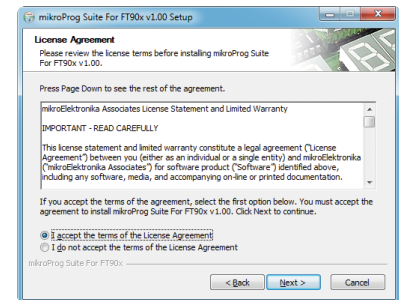 mikroProg Suite For FT90x v1.00 Setup
License Agreement
Please review the license terms before installing mikroProg Suite
For FT90x v1.00.
Press Page Down to see the rest of the agreement.
mikroElektronika Associates License Statement and Limited Warranty
IMPORTANT - READ CAREFULLY
This license statement and limited warranty constitute a legal agreement ("License
Agreement") between you (either as an individual or a single entity) and mikroElektronika
("mikroElektronika Associates") for software product ("Software") identified above,
including any software, media, and accompanying on-line or printed documentation.
If you accept the terms of the agreement, select the first option below. You must accept the
agreement to install mikroProg Suite For FT90x v1.00. Click Next to continue.
I accept the terms of the License Agreement
I do not accept the terms of the License Agreement
mikroProg Suite For FT90x
< Back
Next >
Cancel